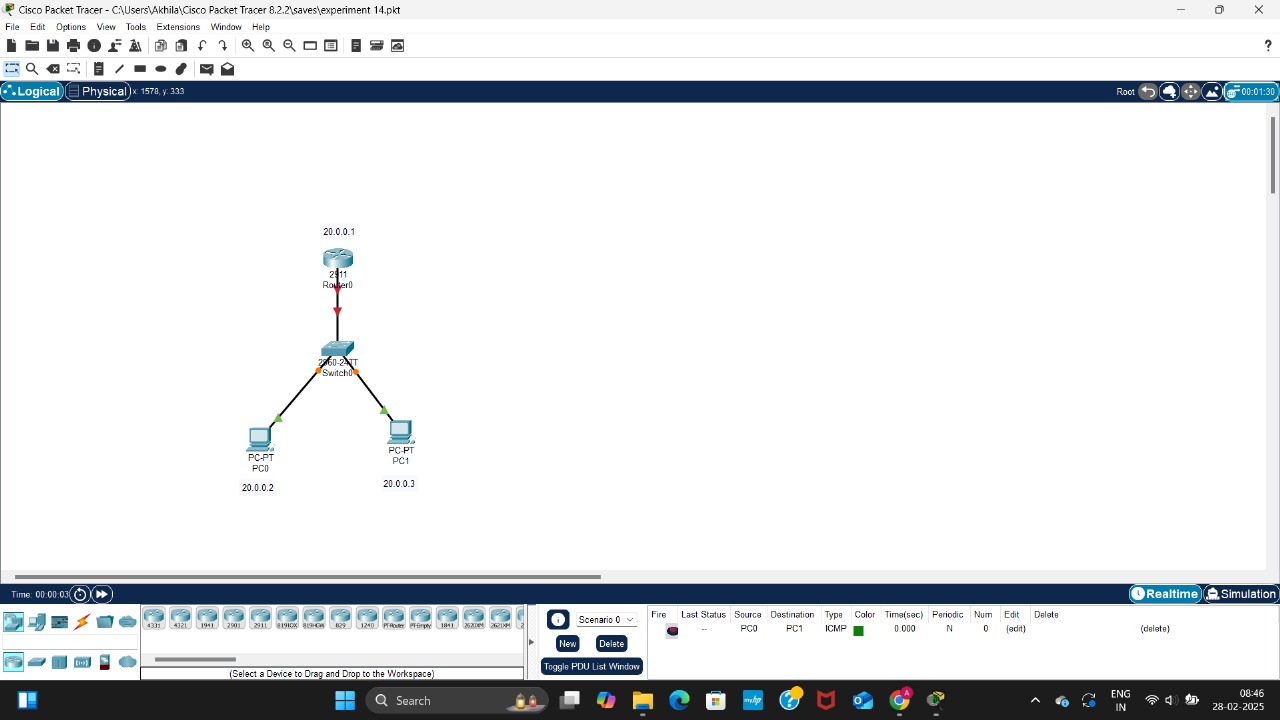 Cisco Packet Tracer - C:\Users\Akhila\Cisco Packet Tracer 8.2.2\saves\experiment 14.pkt
File Edit Options View Tools Extensions Window Help
?
Logical Physical x: 1578, y: 333 Root 00:01:30
20.0.0.1
2911
Router0
2960-24TT
Switch0
PC-PT
PC0
PC-PT
PC1
20.0.0.2
20.0.0.3
Time: 00:00:03 Realtime Simulation
4331 4321 1941 2901 2911 819IOX 819HGW 829 1240 PT-Router PT-Empty 1841 2620XM 2621XM
(Select a Device to Drag and Drop to the Workspace)
Scenario 0
New Delete
Toggle PDU List Window
Fire Last Status Source Destination Type Color Time(sec) Periodic Num Edit Delete
-- PC0 PC1 ICMP 0.000 N 0 (edit) (delete)
Search
ENG
IN
08:46
28-02-2025